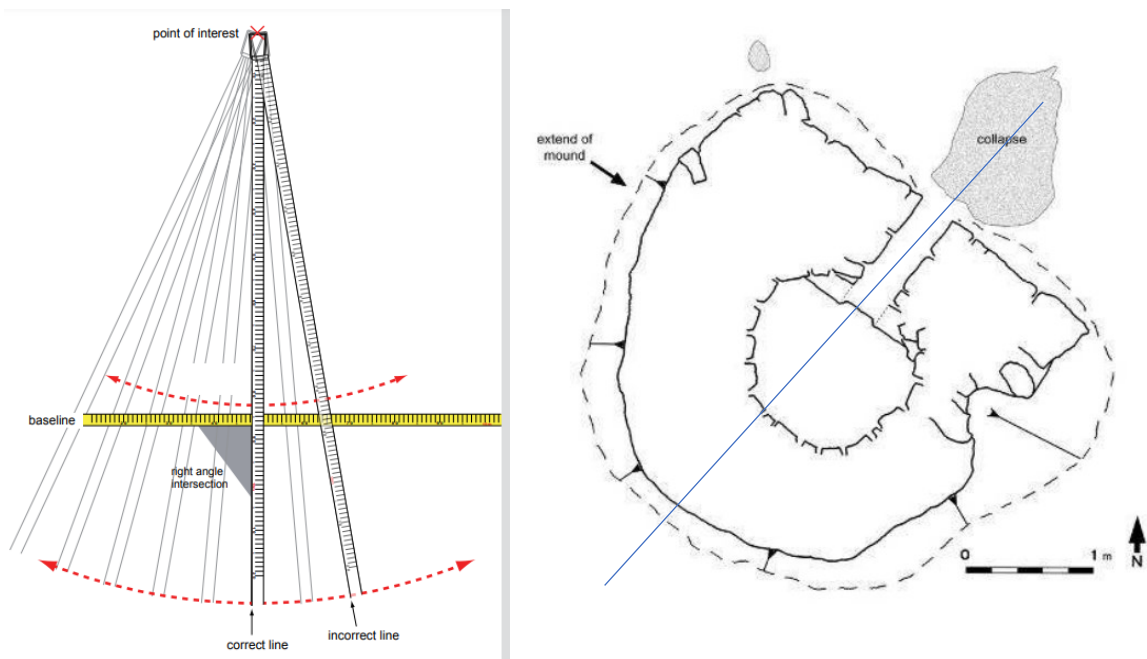 point of interest
baseline
right angle
intersection
correct line
incorrect line
extend of
mound
collapse
0 1 m
N